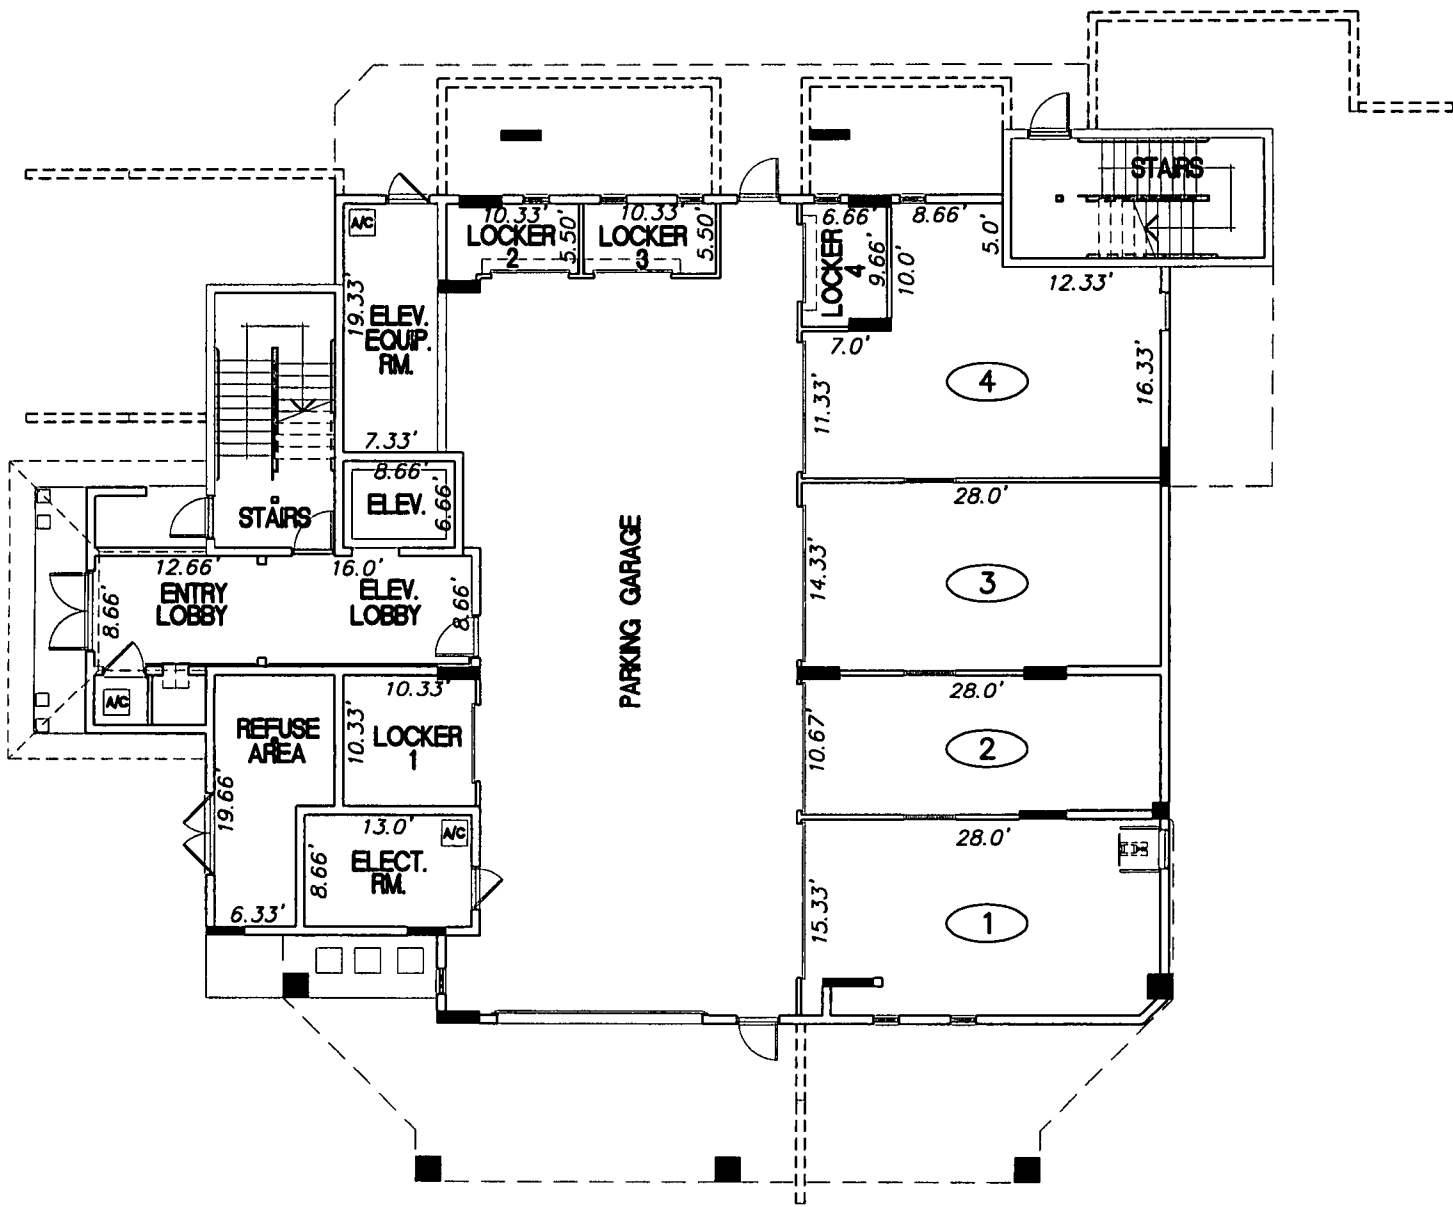 STAIRS
A/C
10.33'
LOCKER
2
5.50'
10.33'
LOCKER
3
5.50'
6.66'
LOCKER
4
9.66'
10.0'
8.66'
5.0'
12.33'
19.33'
ELEV.
EQUIP.
RM.
7.33'
7.0'
11.33'
4
16.33'
8.66'
ELEV.
6.66'
STAIRS
28.0'
12.66'
ENTRY
LOBBY
8.66'
16.0'
ELEV.
LOBBY
8.66'
PARKING GARAGE
14.33'
3
A/C
10.33'
10.33'
LOCKER
1
REFUSE
AREA
19.66'
28.0'
10.67'
2
13.0'
A/C
ELECT.
RM.
8.66'
6.33'
28.0'
15.33'
1